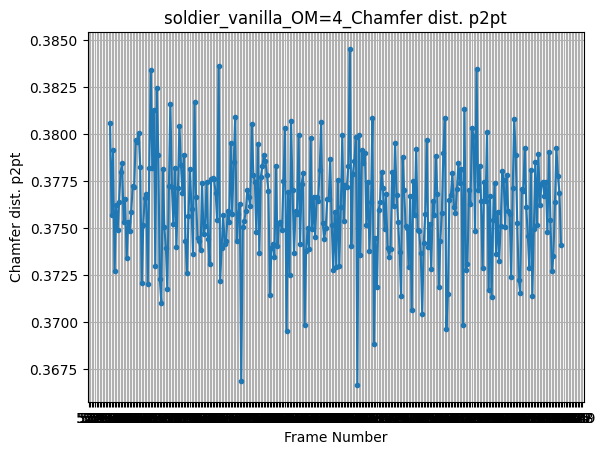 soldier_vanilla_OM=4_Chamfer dist. p2pt
0.3850
0.3825
0.3800
0.3775
0.3750
0.3725
0.3700
0.3675
Chamfer dist. p2pt
Frame Number